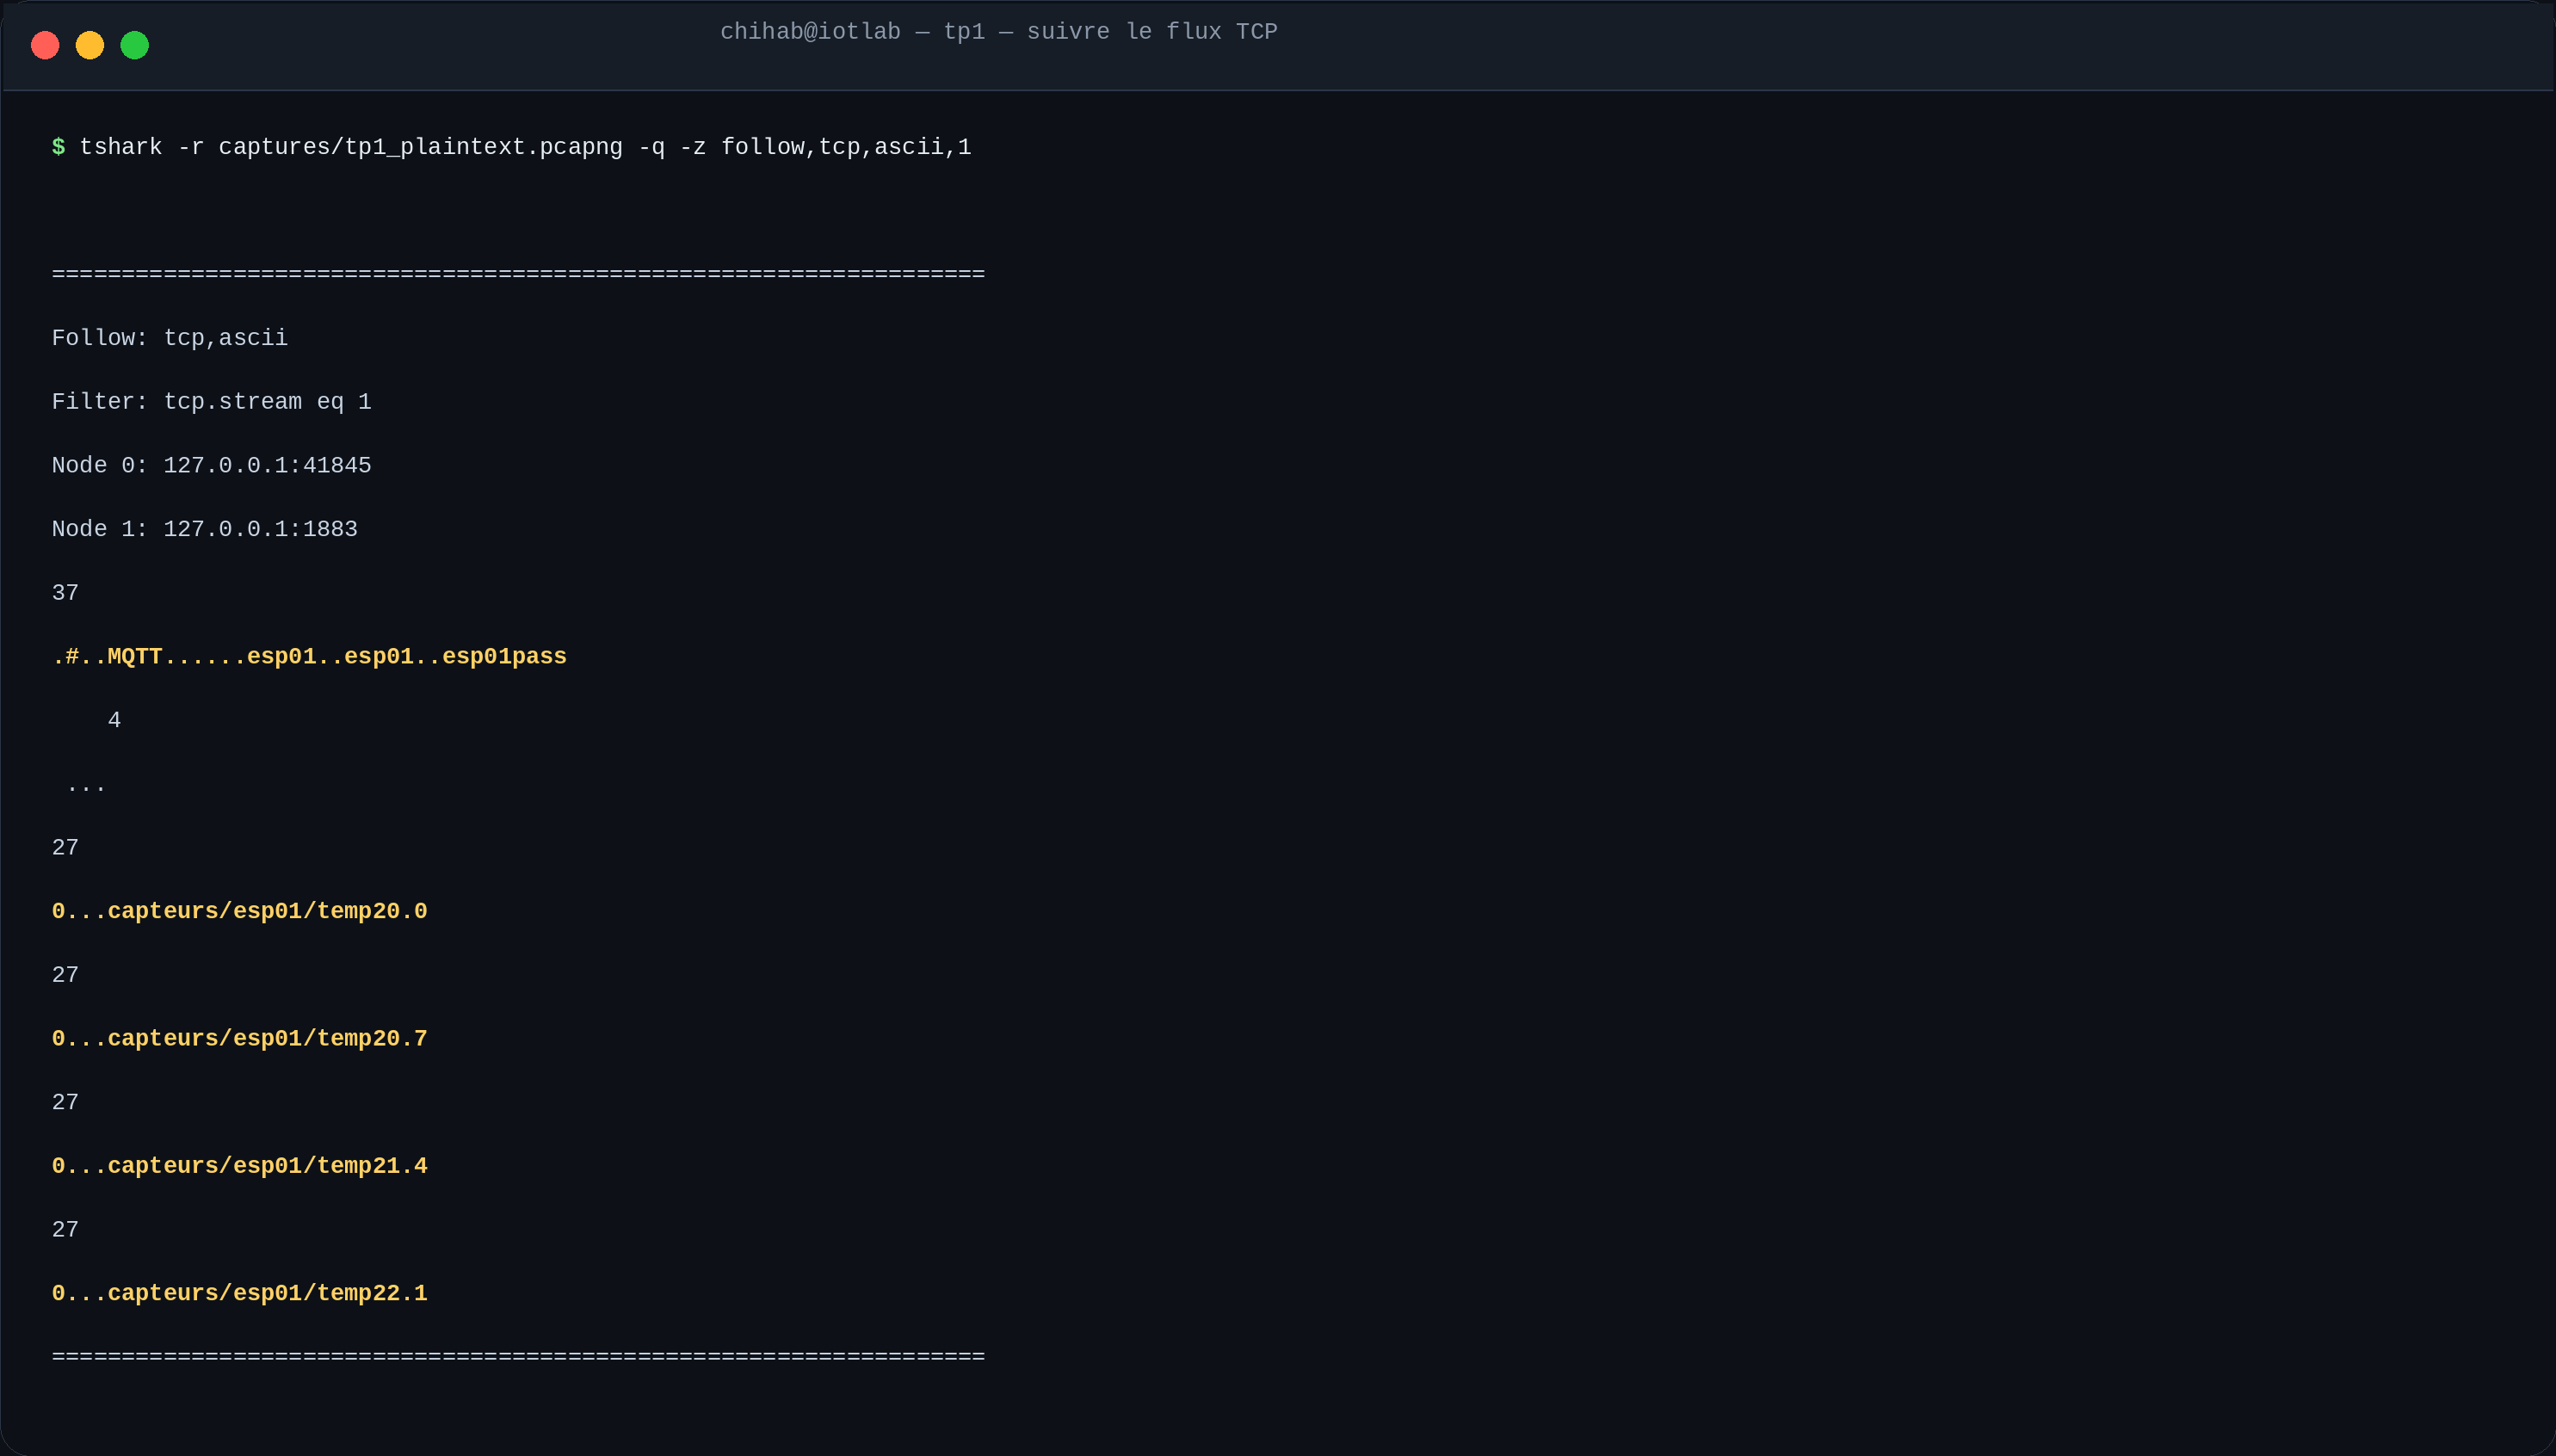 chihab@iotlab — tp1 — suivre le flux TCP
$ tshark -r captures/tp1_plaintext.pcapng -q -z follow,tcp,ascii,1
===================================================================
Follow: tcp,ascii
Filter: tcp.stream eq 1
Node 0: 127.0.0.1:41845
Node 1: 127.0.0.1:1883
37
.#..MQTT......esp01..esp01..esp01pass
4
...
27
0...capteurs/esp01/temp20.0
27
0...capteurs/esp01/temp20.7
27
0...capteurs/esp01/temp21.4
27
0...capteurs/esp01/temp22.1
===================================================================